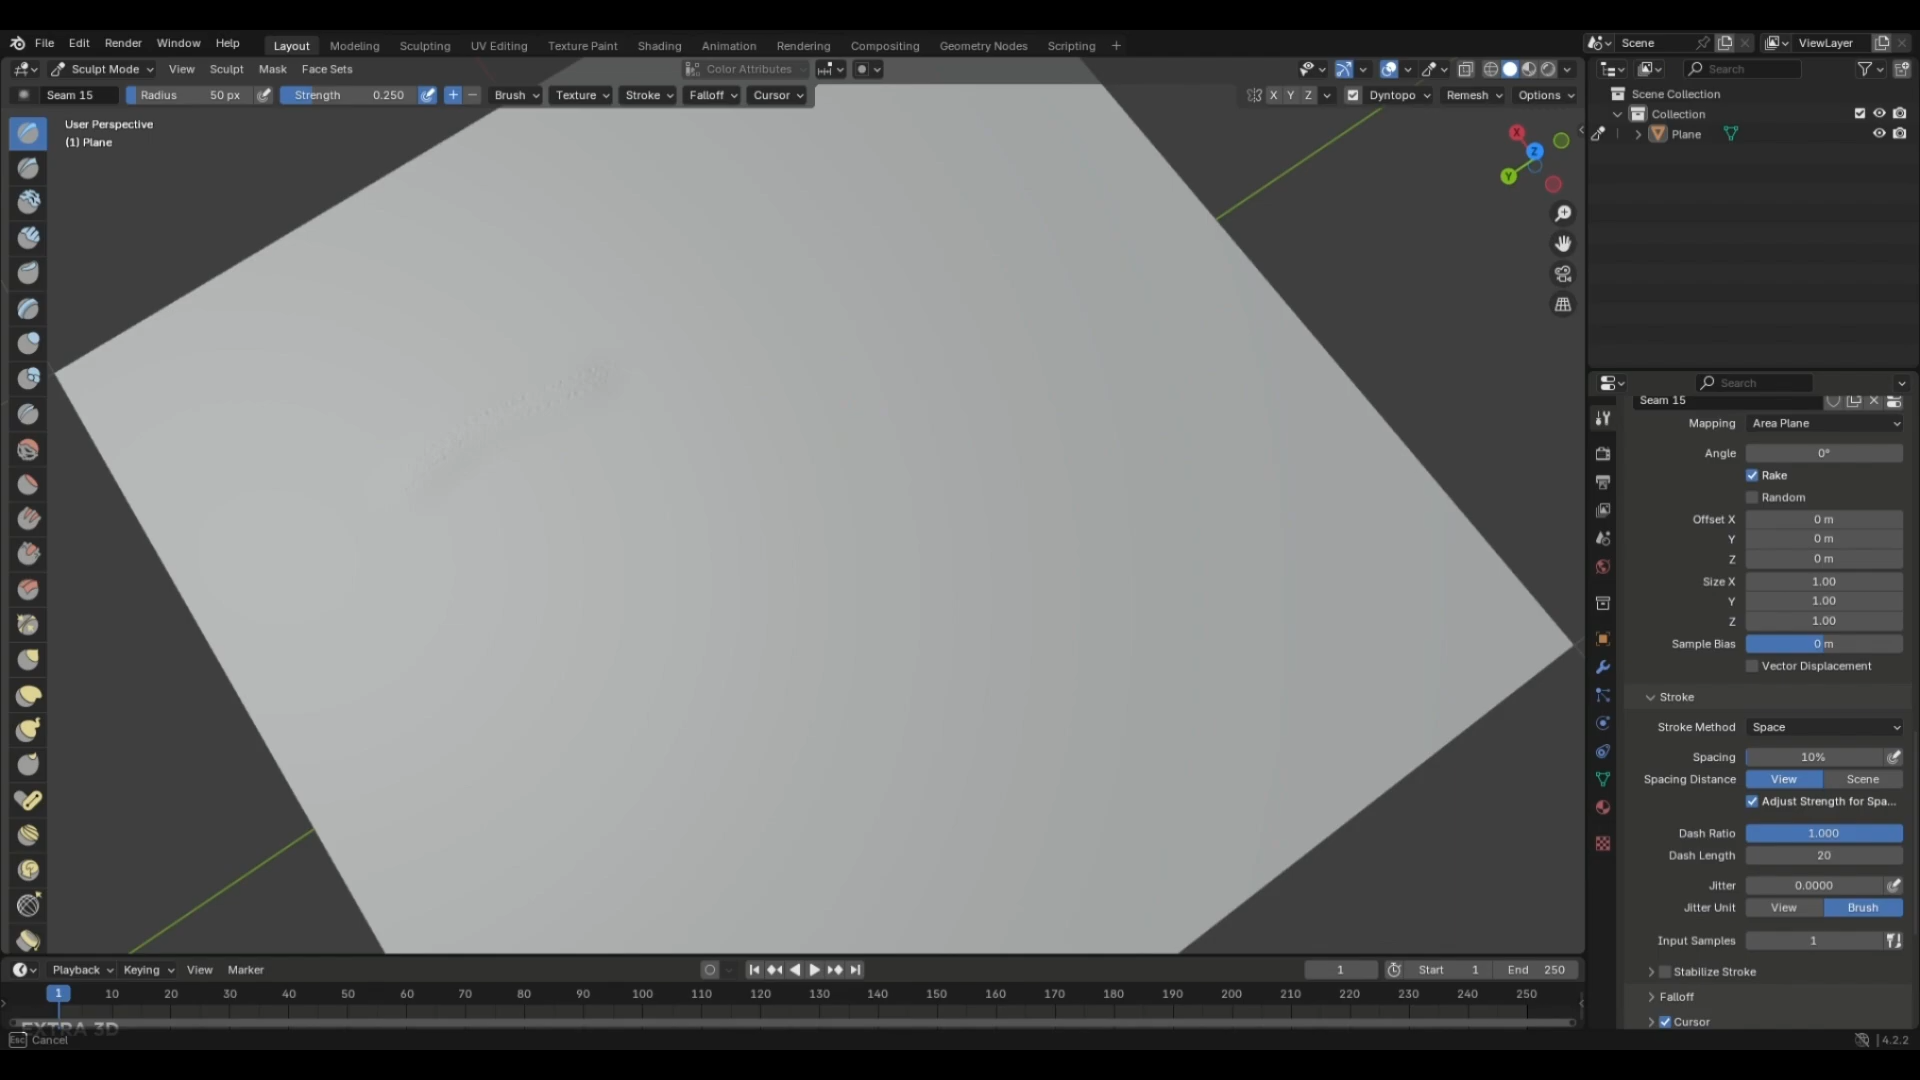 File Edit Render Window Help Layout Modeling Sculpting UV Editing Texture Paint Shading Animation Rendering Compositing Geometry Nodes Scripting + Scene ViewLayer
Sculpt Mode View Sculpt Mask Face Sets Color Attributes Search
Seam 15 Radius 50 px Strength 0.250 + − Brush Texture Stroke Falloff Cursor X Y Z Dyntopo Remesh Options
User Perspective
(1) Plane
X
Z
Y
Scene Collection
Collection
Plane
Search
Seam 15
Mapping Area Plane
Angle 0°
Rake
Random
Offset X 0 m
Y 0 m
Z 0 m
Size X 1.00
Y 1.00
Z 1.00
Sample Bias 0 m
Vector Displacement
Stroke
Stroke Method Space
Spacing 10%
Spacing Distance View Scene
Adjust Strength for Spa...
Dash Ratio 1.000
Dash Length 20
Jitter 0.0000
Jitter Unit View Brush
Input Samples 1
Stabilize Stroke
Falloff
Cursor
Playback Keying View Marker 1 Start 1 End 250
1 10 20 30 40 50 60 70 80 90 100 110 120 130 140 150 160 170 180 190 200 210 220 230 240 250
EXTRA 3D
Esc Cancel 4.2.2